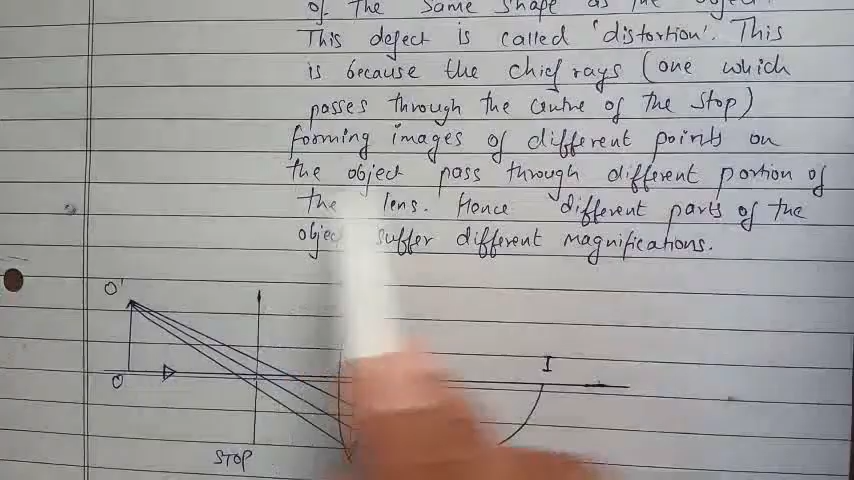 of the same shape as the object.
This defect is called 'distortion'. This
is because the chief rays (one which
passes through the centre of the stop)
forming images of different points on
the object pass through different portion of
the lens. Hence different parts of the
object suffer different magnifications.
O'
I
O
STOP